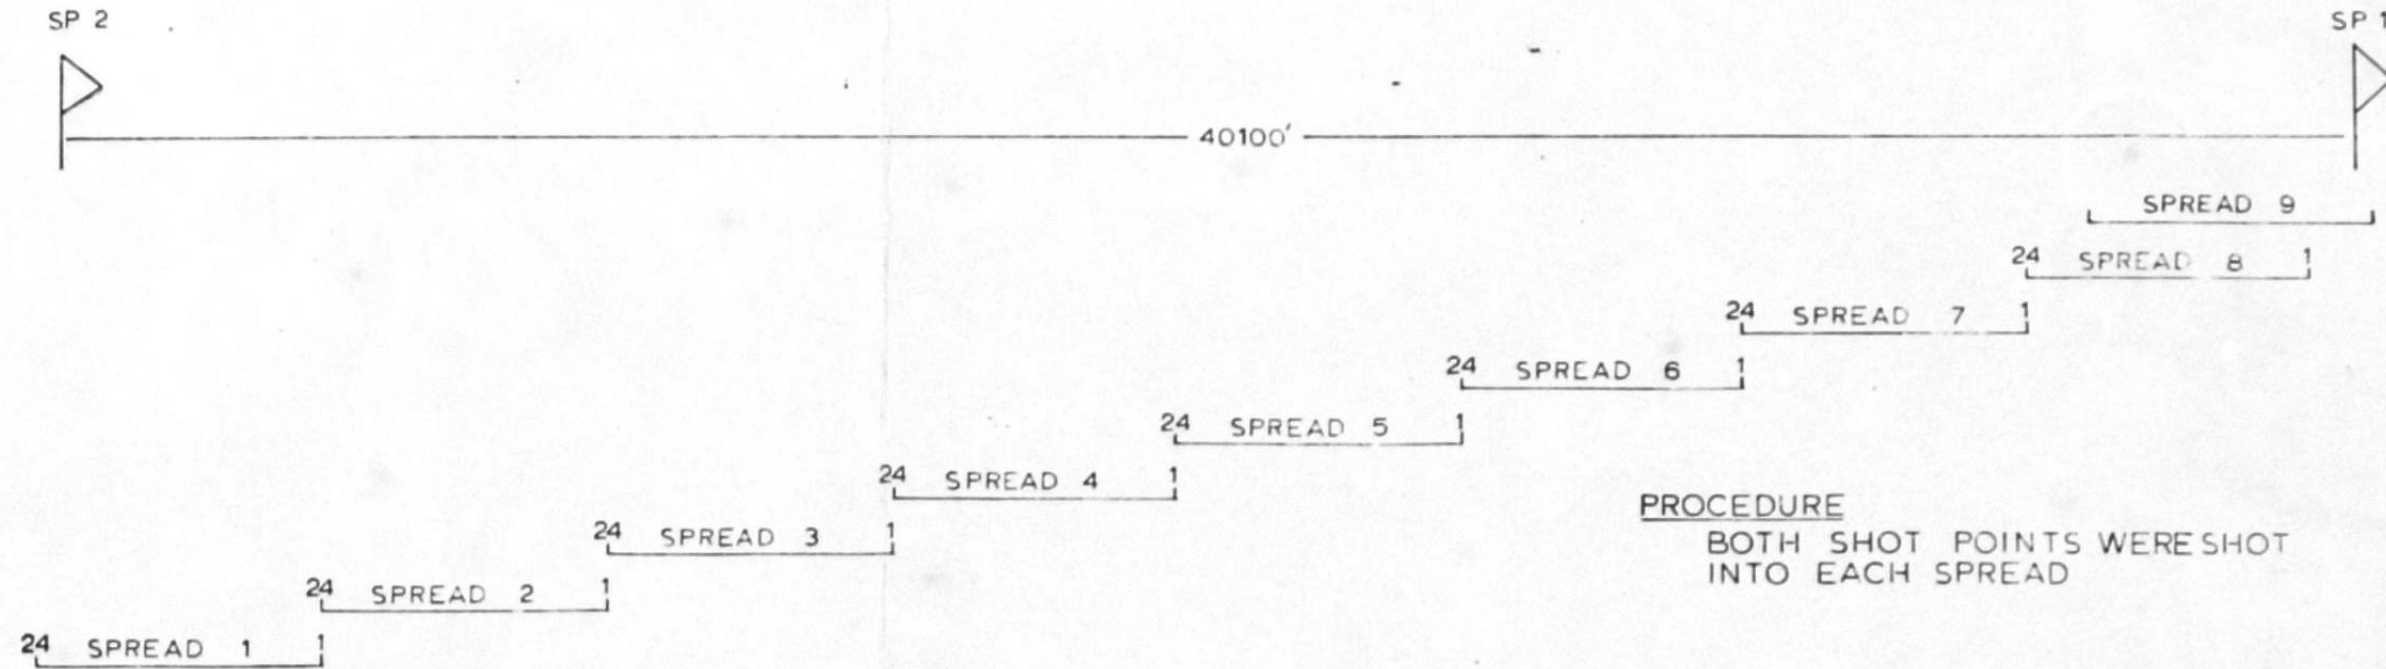 SP 2
SP 1
40100'
SPREAD 9
24 SPREAD 8 1
24 SPREAD 7 1
24 SPREAD 6 1
24 SPREAD 5 1
24 SPREAD 4 1
24 SPREAD 3 1
24 SPREAD 2 1
24 SPREAD 1 1
PROCEDURE
BOTH SHOT POINTS WERE SHOT
INTO EACH SPREAD